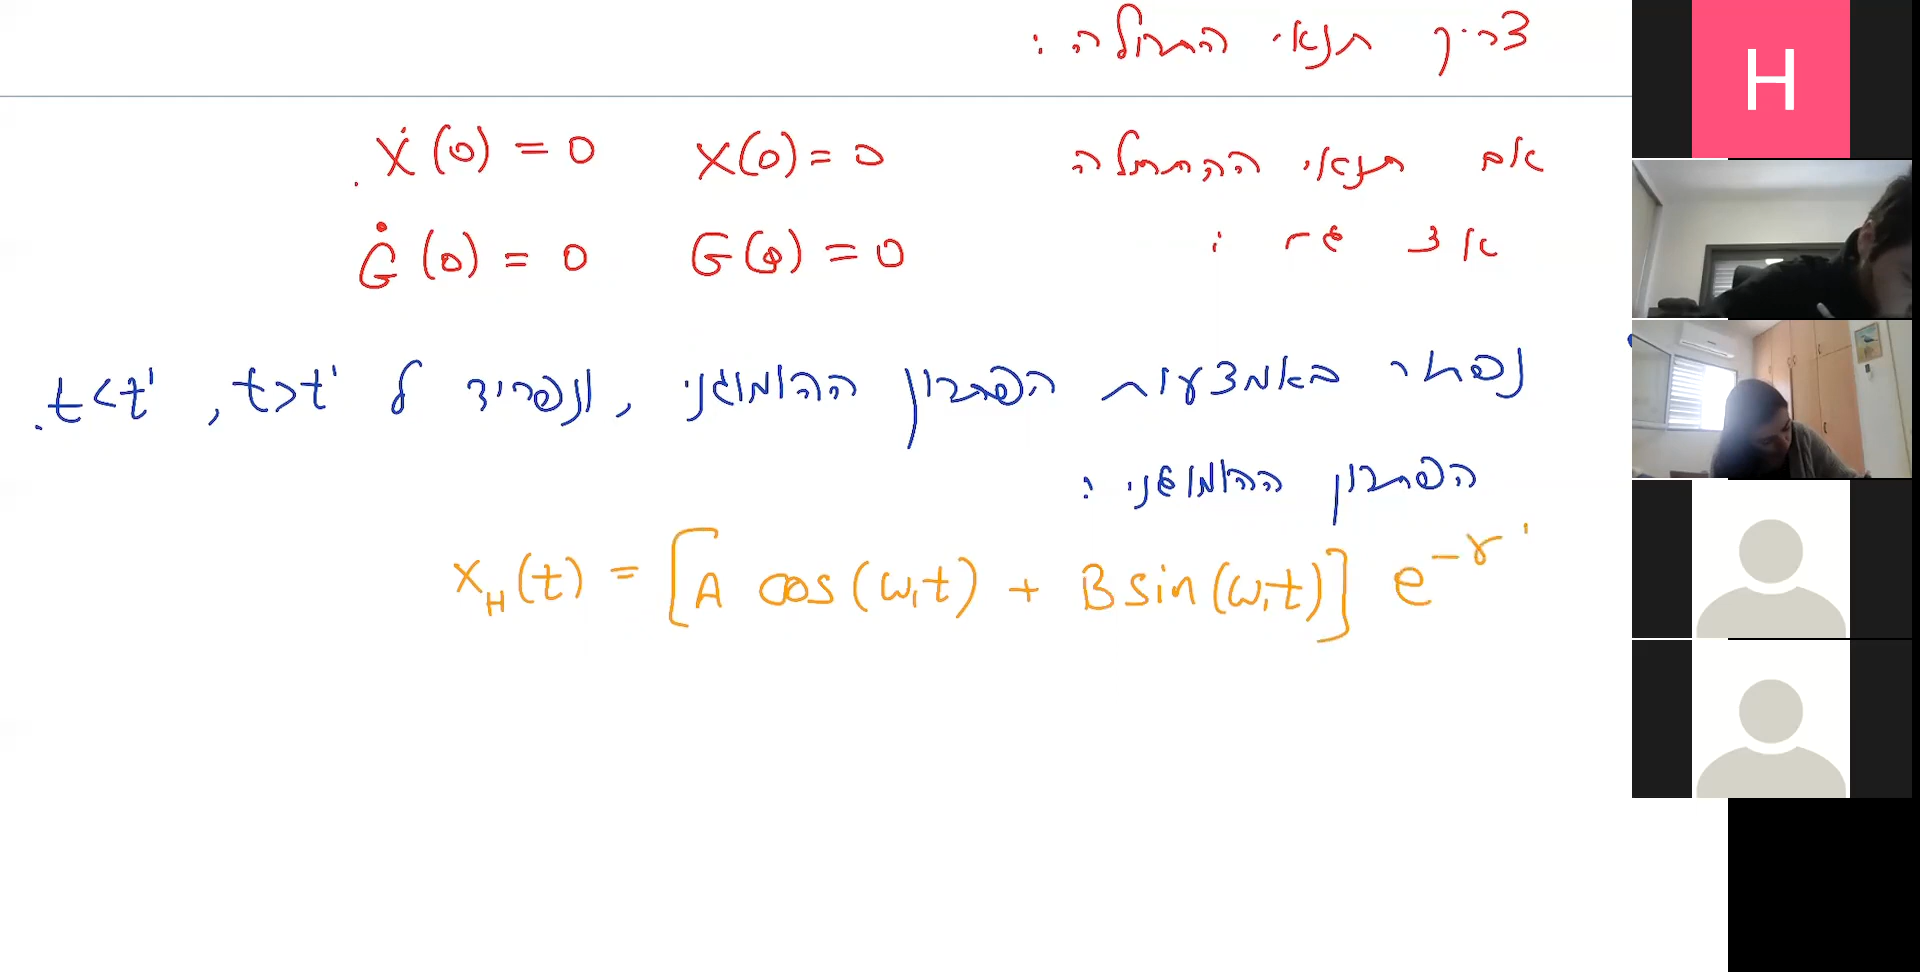 צריך תנאי התחלה :
אם תנאי ההתחלה x(0) = 0 ẋ(0) = 0
אז גם : G(0) = 0 Ġ(0) = 0
נפתור באמצעות הפתרון ההומוגני , ונפריד ל t>t' , t<t' .
הפתרון ההומוגני :
x_H(t) = [A cos(ω₁t) + B sin(ω₁t)] e^{-γ
H